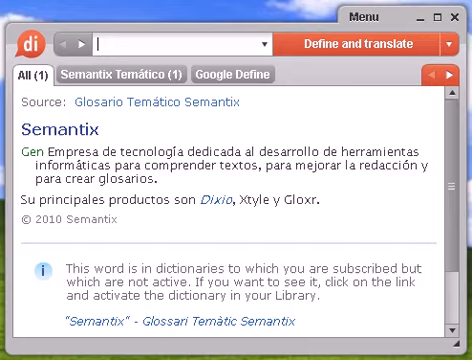 Menu
di
Define and translate
All (1) Semantix Temático (1) Google Define
Source: Glosario Temático Semantix
Semantix
Gen Empresa de tecnología dedicada al desarrollo de herramientas
informáticas para comprender textos, para mejorar la redacción y
para crear glosarios.
Su principales productos son Dixio, Xtyle y Gloxr.
© 2010 Semantix
i
This word is in dictionaries to which you are subscribed but
which are not active. If you want to see it, click on the link
and activate the dictionary in your Library.
"Semantix" - Glossari Temàtic Semantix